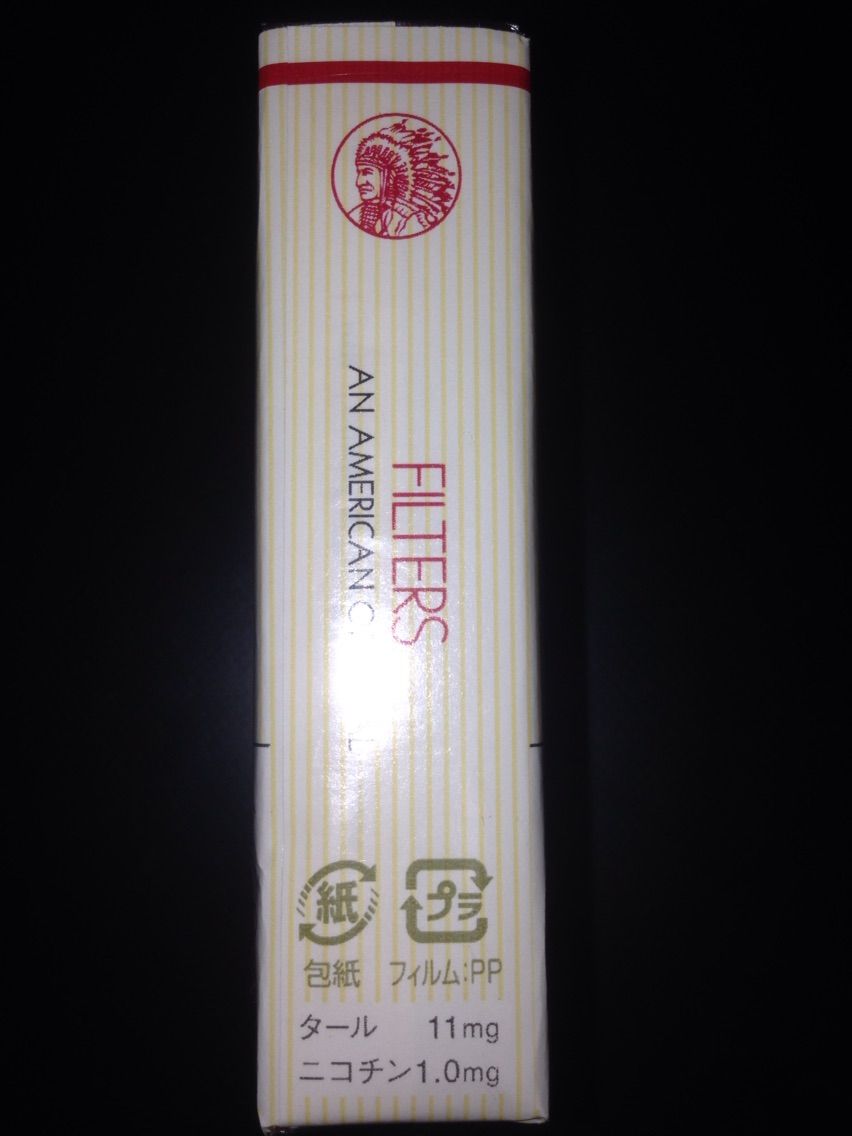 FILTERS
AN AMERICAN
紙 プラ
包紙 フィルム:PP
タール 11mg
ニコチン 1.0mg